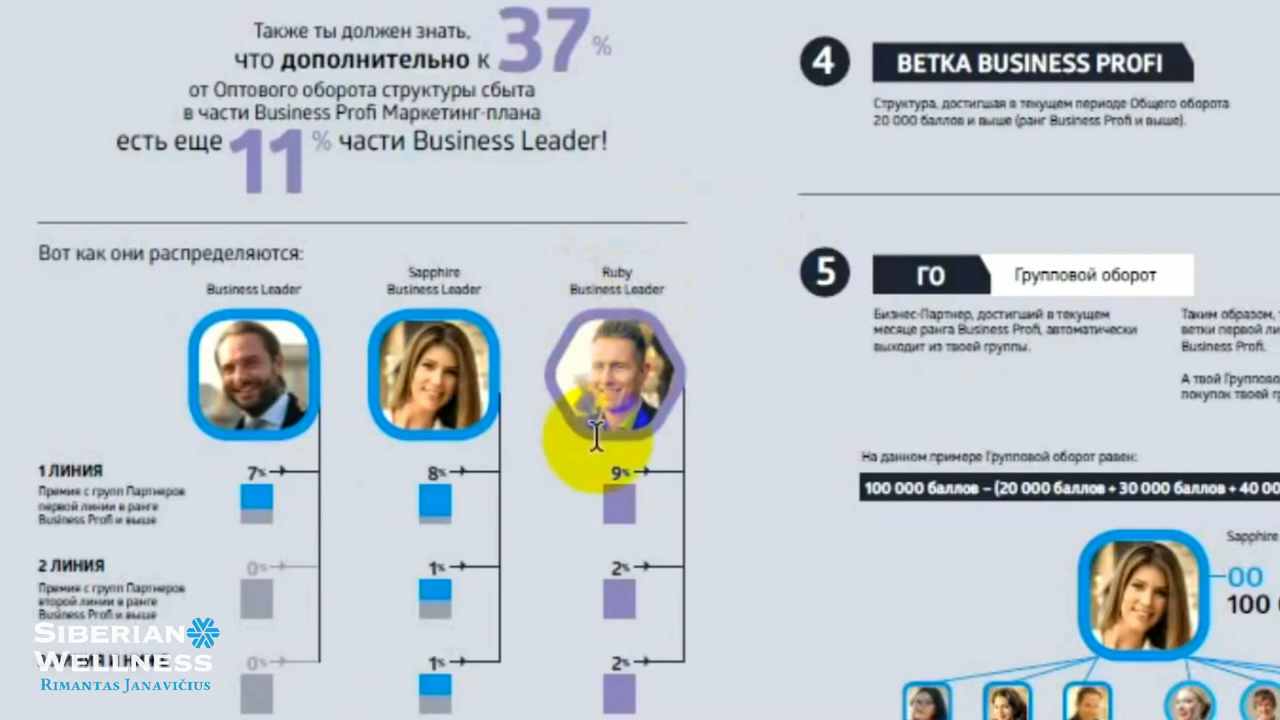 Также ты должен знать,
что дополнительно к 37%
от Оптового оборота структуры сбыта
в части Business Profi Маркетинг-плана
есть еще 11% части Business Leader!
Вот как они распределяются:
Business Leader
Sapphire
Business Leader
Ruby
Business Leader
1 ЛИНИЯ
Премия с групп Партнеров
первой линии в ранге
Business Profi и выше
7% 8% 9%
2 ЛИНИЯ
Премия с групп Партнеров
второй линии в ранге
Business Profi и выше
0% 1% 2%
0% 1% 2%
SIBERIAN
WELLNESS
RIMANTAS JANAVIČIUS
4 ВЕТКА BUSINESS PROFI
Структура, достигшая в текущем периоде Общего оборота
20 000 баллов и выше (ранг Business Profi и выше).
5 ГО Групповой оборот
Бизнес-Партнер, достигший в текущем
месяце ранга Business Profi, автоматически
выходит из твоей группы.
Таким образом,
ветки первой
Business Profi.
А твой
покупок твоей
На данном примере Групповой оборот равен:
100 000 баллов – (20 000 баллов + 30 000 баллов + 40 00
Sapphire
ОО
100